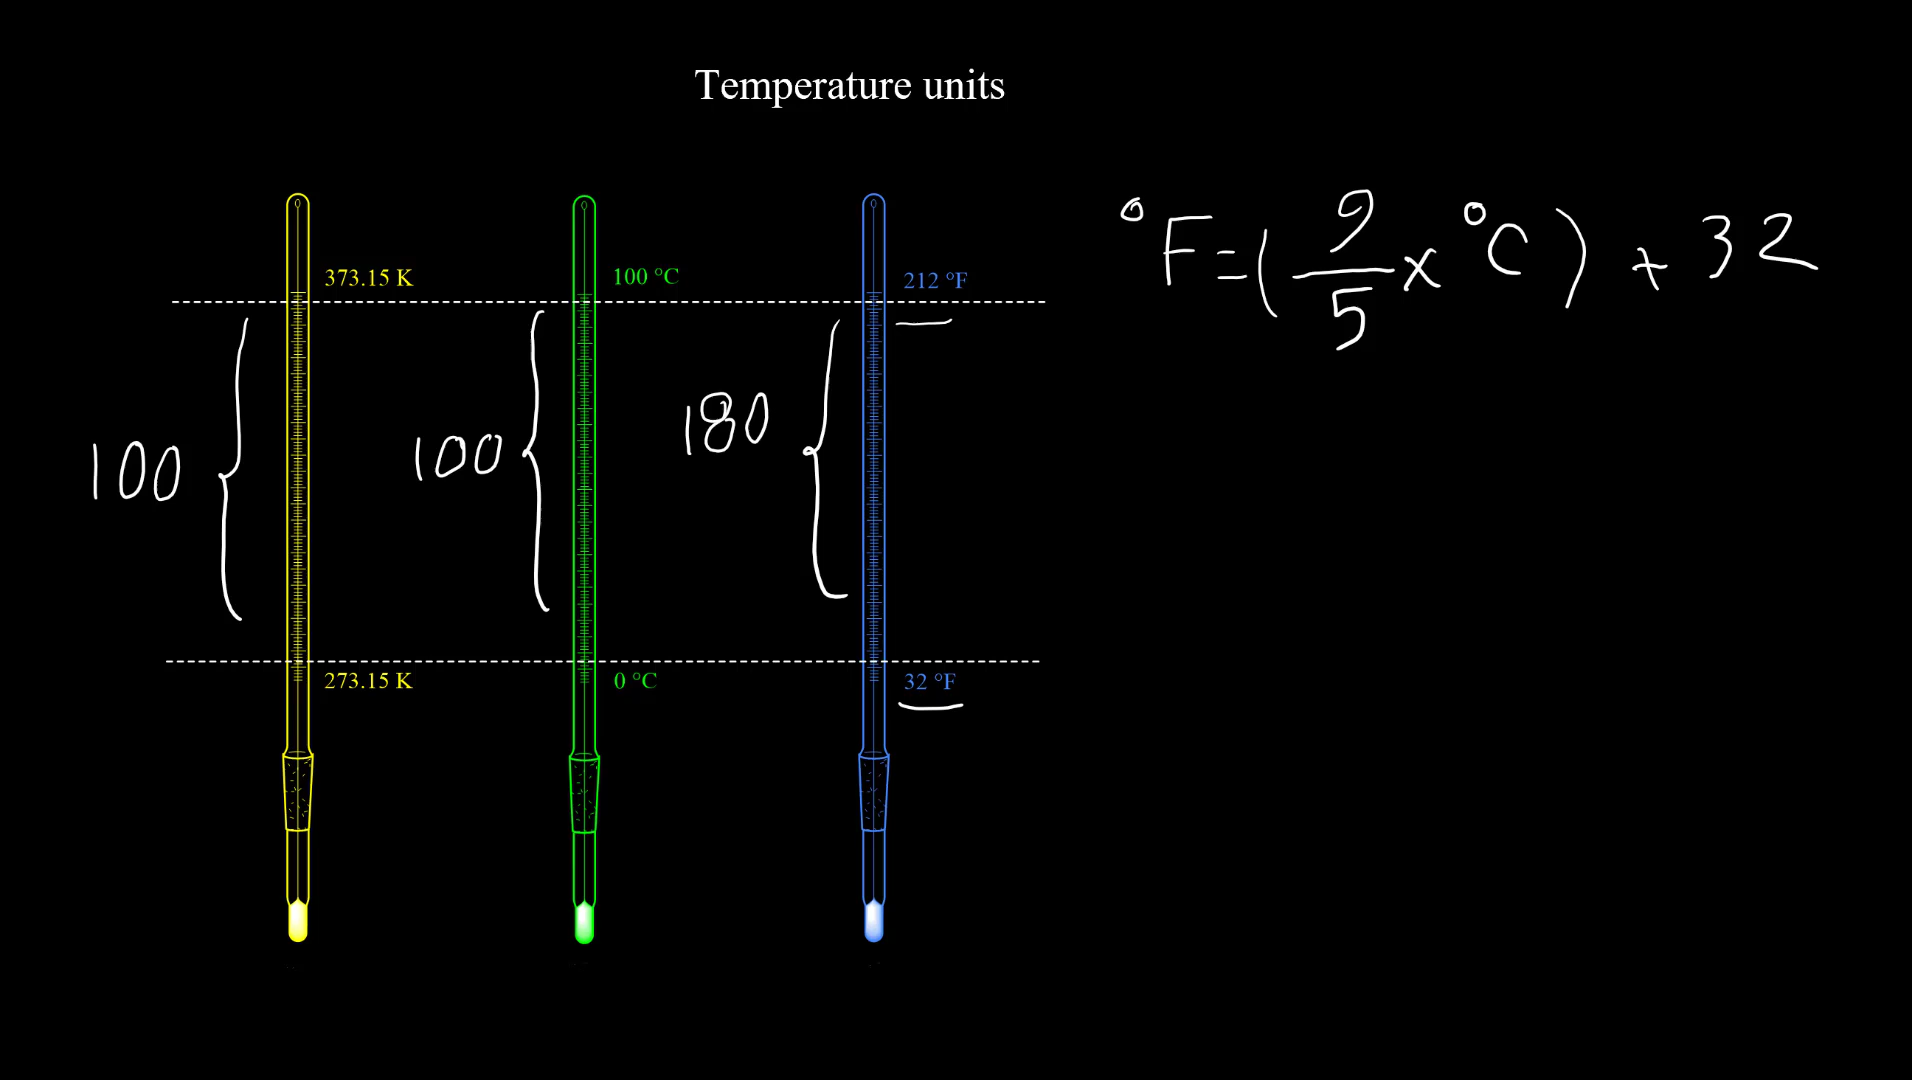 Temperature units
°F = ( 9/5 x °C ) + 32
373.15 K
100 °C
212 °F
100
100
180
273.15 K
0 °C
32 °F